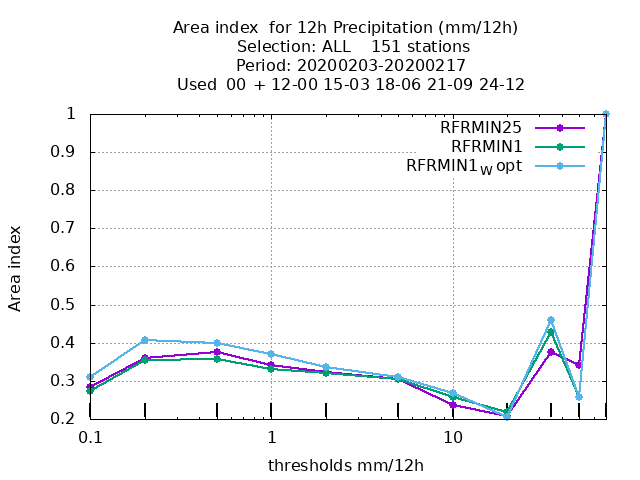 Area index  for 12h Precipitation (mm/12h)
Selection: ALL    151 stations
Period: 20200203-20200217
Used  00 + 12-00 15-03 18-06 21-09 24-12
RFRMIN25
RFRMIN1
RFRMIN1W opt
1
0.9
0.8
0.7
0.6
0.5
0.4
0.3
0.2
Area index
0.1
1
10
thresholds mm/12h